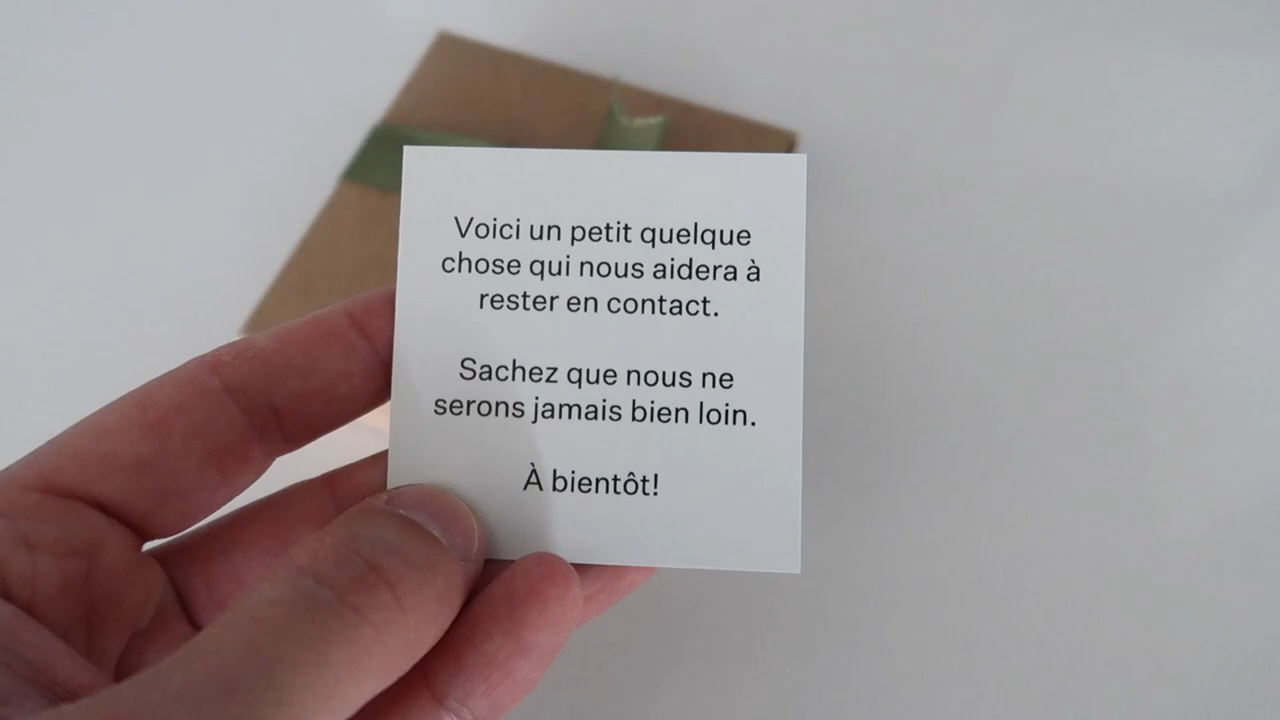 Voici un petit quelque
chose qui nous aidera à
rester en contact.
Sachez que nous ne
serons jamais bien loin.
À bientôt!